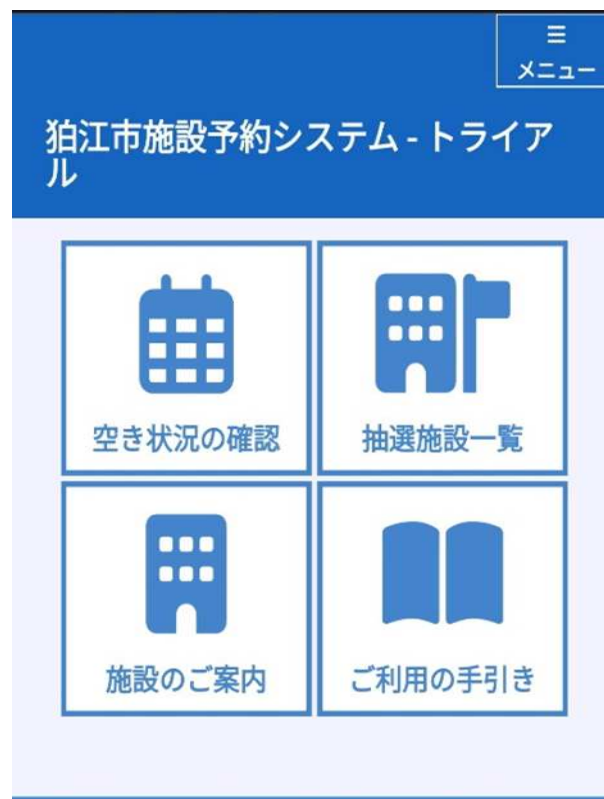 ☰
メニュー
狛江市施設予約システム - トライア
ル
空き状況の確認
抽選施設一覧
施設のご案内
ご利用の手引き